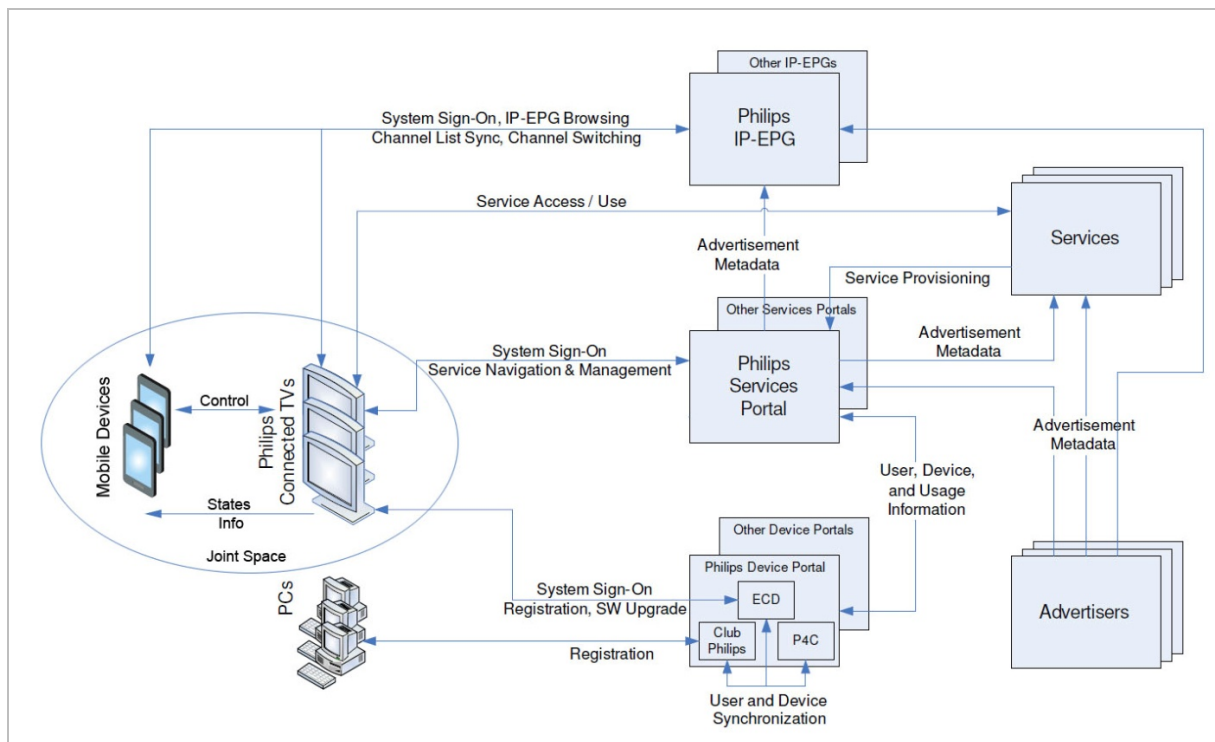 Other IP-EPGs
Philips
IP-EPG
System Sign-On, IP-EPG Browsing
Channel List Sync, Channel Switching
Service Access / Use
Services
Advertisement
Metadata
Service Provisioning
Other Services Portals
Philips
Services
Portal
Advertisement
Metadata
System Sign-On
Service Navigation & Management
Mobile Devices
Control
Philips
Connected TVs
States
Info
Joint Space
Advertisement
Metadata
User, Device,
and Usage
Information
Other Device Portals
Philips Device Portal
ECD
Club
Philips
P4C
System Sign-On
Registration, SW Upgrade
PCs
Registration
User and Device
Synchronization
Advertisers